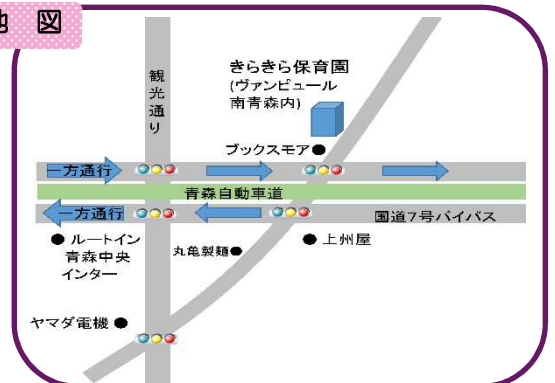 地 図
観光通り
きらきら保育園
(ヴァンビュール
南青森内)
ブックスモア
一方通行
青森自動車道
一方通行
国道7号バイパス
ルートイン
青森中央
インター
丸亀製麺
上州屋
ヤマダ電機